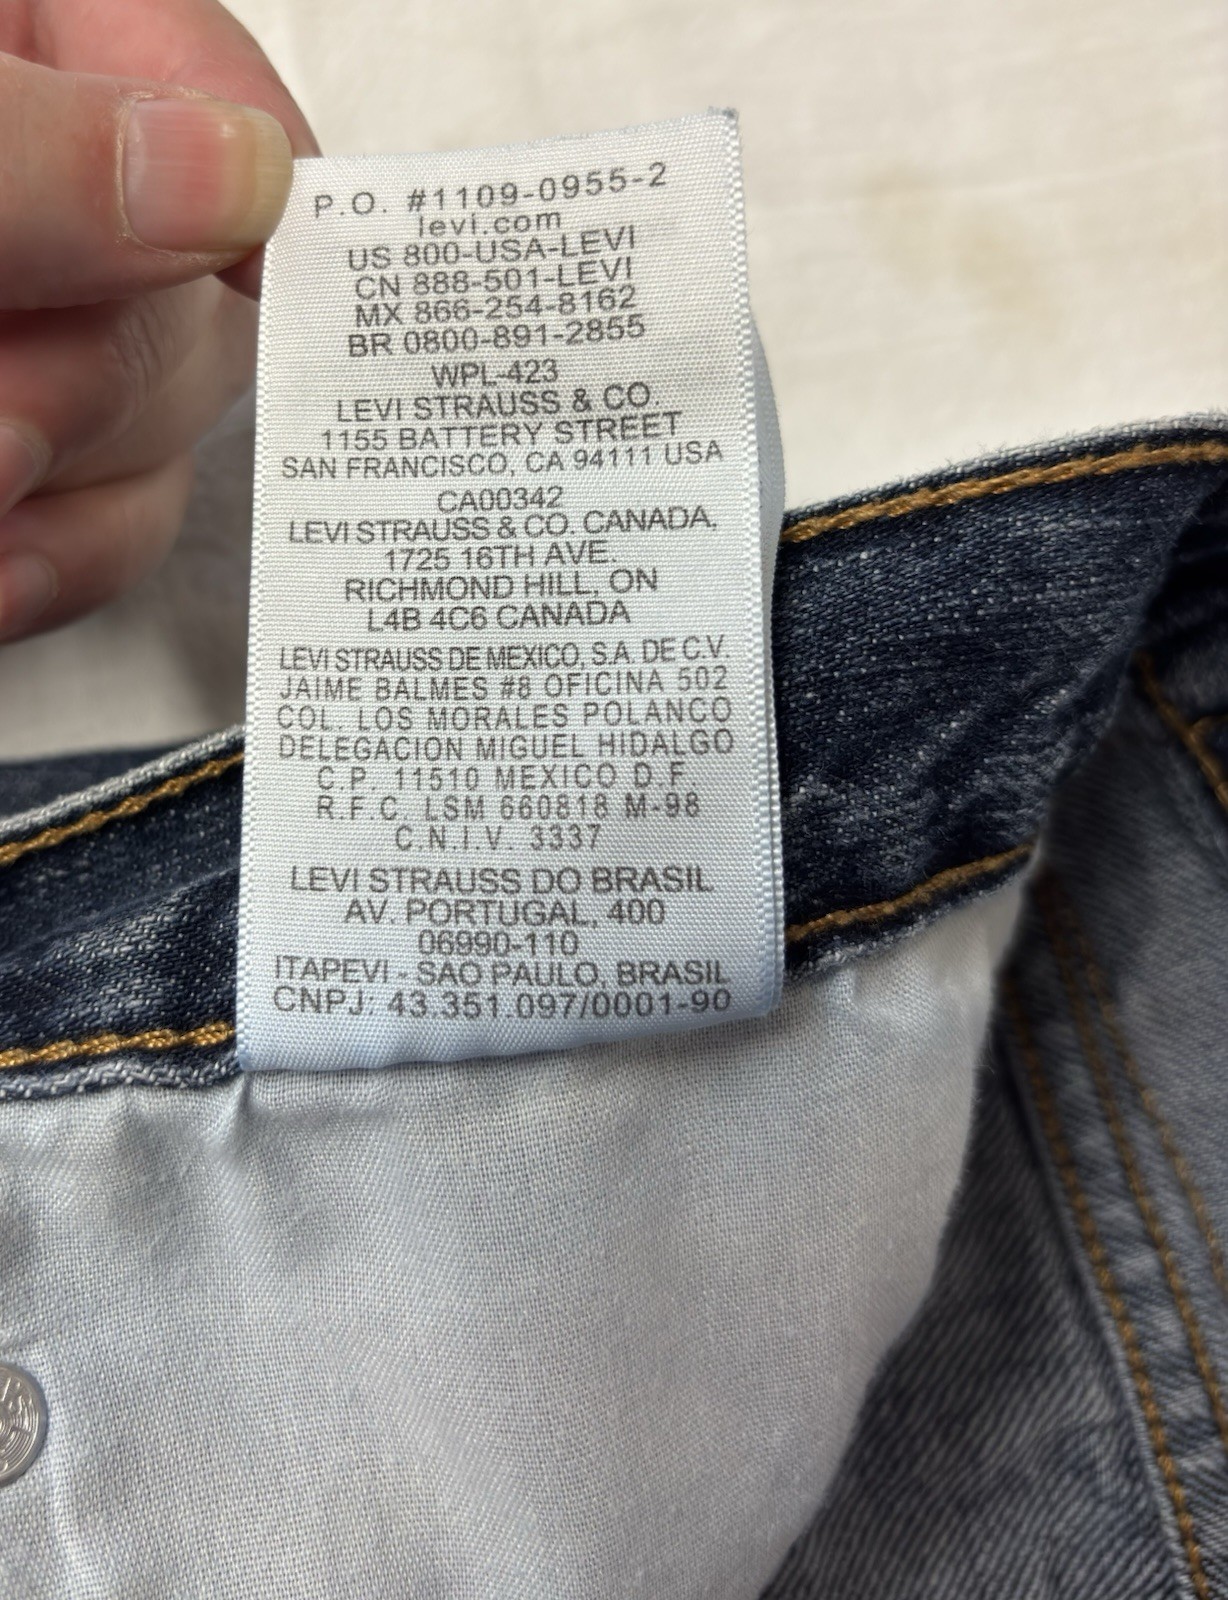 P.O. #1109-0955-2
levi.com
US 800-USA-LEVI
CN 888-501-LEVI
MX 866-254-8162
BR 0800-891-2855
WPL-423
LEVI STRAUSS & CO.
1155 BATTERY STREET
SAN FRANCISCO, CA 94111 USA
CA00342
LEVI STRAUSS & CO. CANADA.
1725 16TH AVE.
RICHMOND HILL, ON
L4B 4C6 CANADA
LEVI STRAUSS DE MEXICO, S.A. DE C.V.
JAIME BALMES #8 OFICINA 502
COL. LOS MORALES POLANCO
DELEGACION MIGUEL HIDALGO
C.P. 11510 MEXICO D.F.
R.F.C. LSM 660818 M-98
C.N.I.V. 3337
LEVI STRAUSS DO BRASIL
AV. PORTUGAL, 400
06990-110
ITAPEVI - SAO PAULO, BRASIL
CNPJ: 43.351.097/0001-90